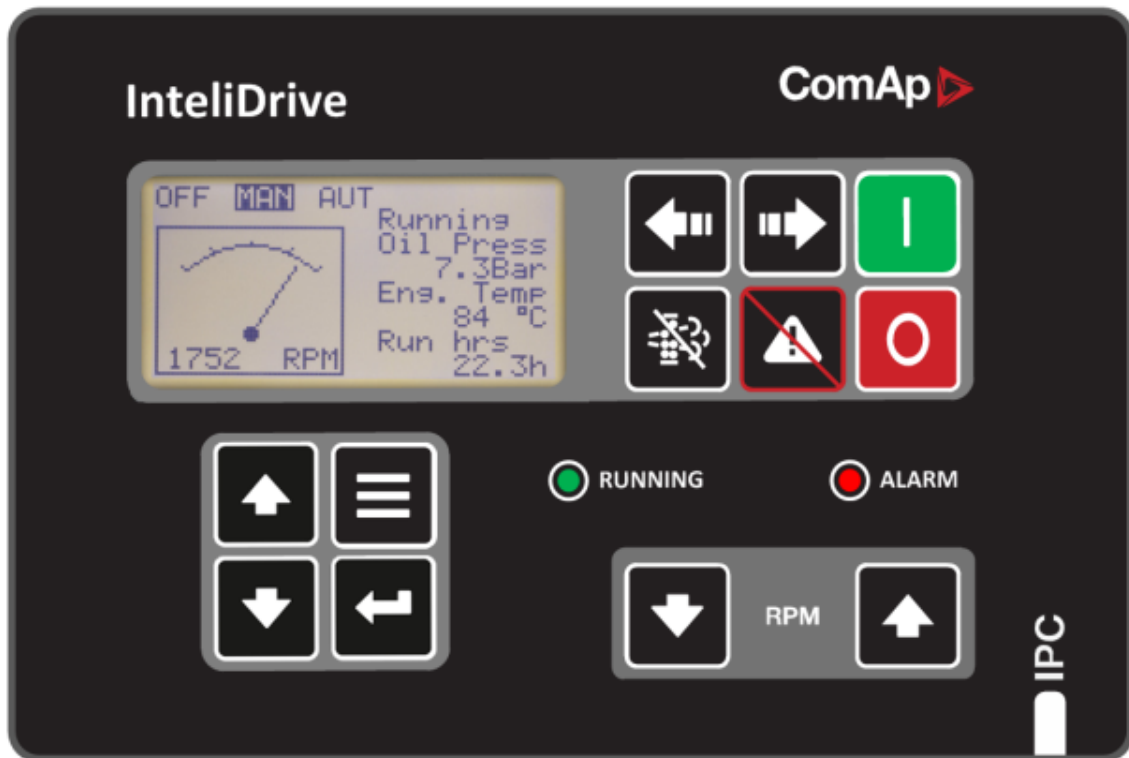 InteliDrive
ComAp
OFF MAN AUT
Running
Oil Press
7.3Bar
Eng. Temp
84 °C
Run hrs
22.3h
1752 RPM
RUNNING
ALARM
RPM
IPC